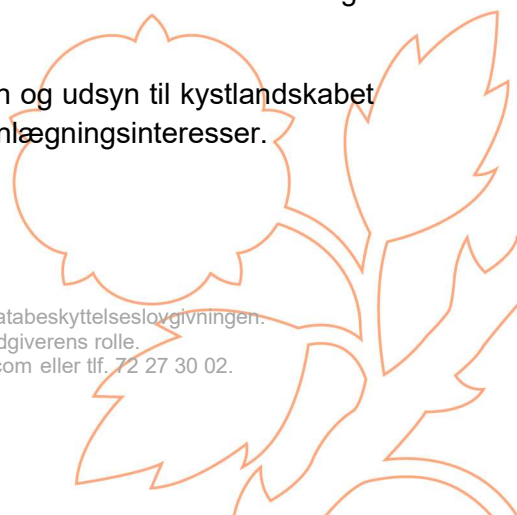 n og udsyn til kystlandskabet
nlægningsinteresser.
atabeskyttelseslovgivningen.
dgiverens rolle.
com eller tlf. 72 27 30 02.